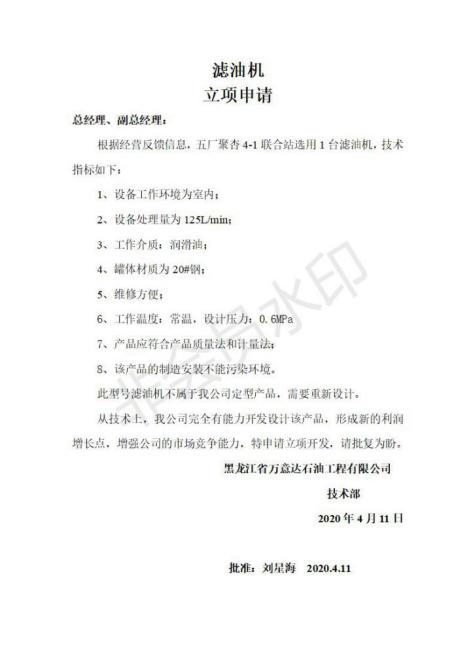 滤油机
立项申请
总经理、副总经理：
根据经营反馈信息，五厂聚杏 4-1 联合站选用 1 台滤油机，技术
指标如下：
1、设备工作环境为室内；
2、设备处理量为 125L/min；
3、工作介质：润滑油；
4、罐体材质为 20#钢；
5、维修方便；
6、工作温度：常温，设计压力：0.6MPa
7、产品应符合产品质量法和计量法；
8、该产品的制造安装不能污染环境。
此型号滤油机不属于我公司定型产品，需要重新设计。
从技术上，我公司完全有能力开发设计该产品，形成新的利润
增长点，增强公司的市场竞争能力，特申请立项开发，请批复为盼。
黑龙江省万意达石油工程有限公司
技术部
2020 年 4 月 11 日
批准：刘星海 2020.4.11
非会员水印